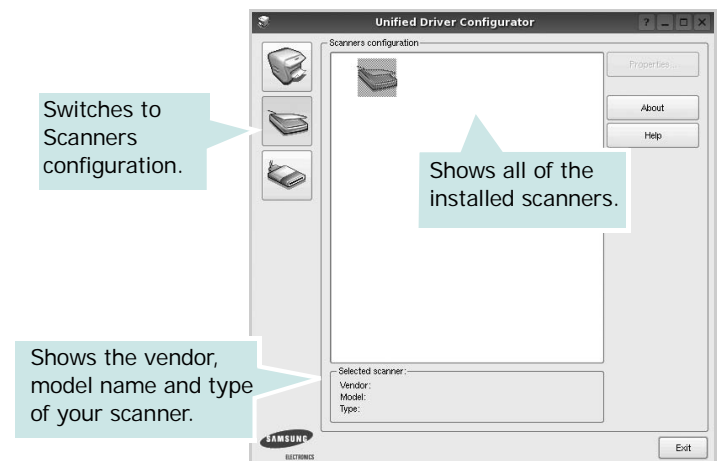 Unified Driver Configurator
Scanners configuration
Properties ...
About
Help
Switches to
Scanners
configuration.
Shows all of the
installed scanners.
Shows the vendor,
model name and type
of your scanner.
Selected scanner:
Vendor:
Model:
Type:
SAMSUNG
ELECTRONICS
Exit